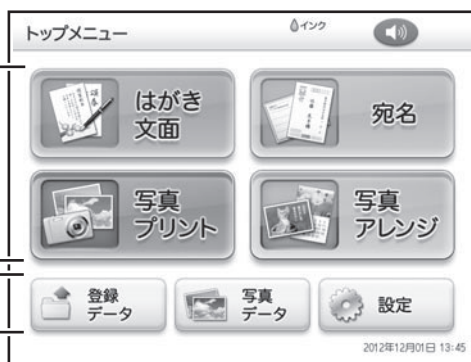 トップメニュー
インク
はがき
文面
宛名
写真
プリント
写真
アレンジ
登録
データ
写真
データ
設定
2012年12月01日 13:45